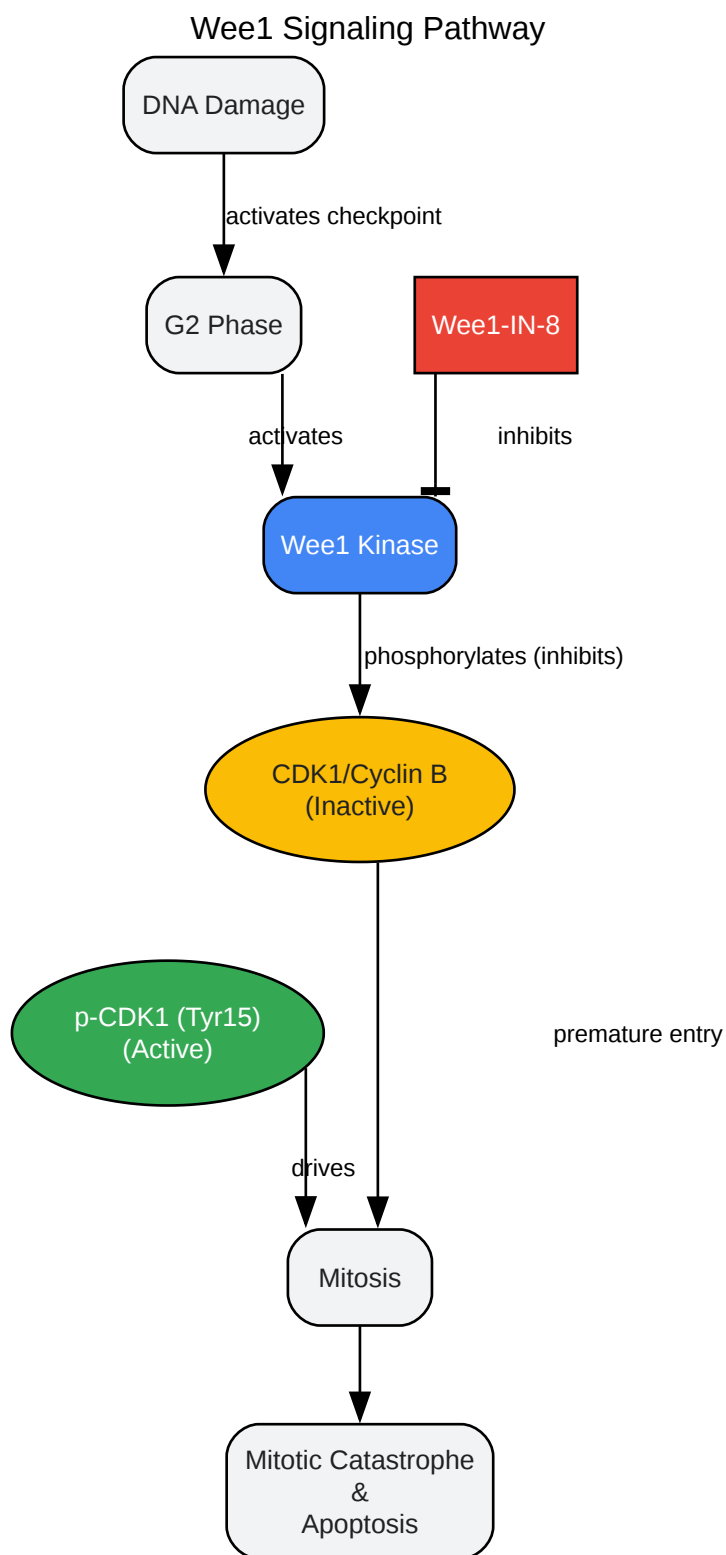 Wee1 Signaling Pathway
DNA Damage
activates checkpoint
G2 Phase
Wee1-IN-8
activates
inhibits
Wee1 Kinase
phosphorylates (inhibits)
CDK1/Cyclin B
(Inactive)
p-CDK1 (Tyr15)
(Active)
premature entry
drives
Mitosis
Mitotic Catastrophe
&
Apoptosis